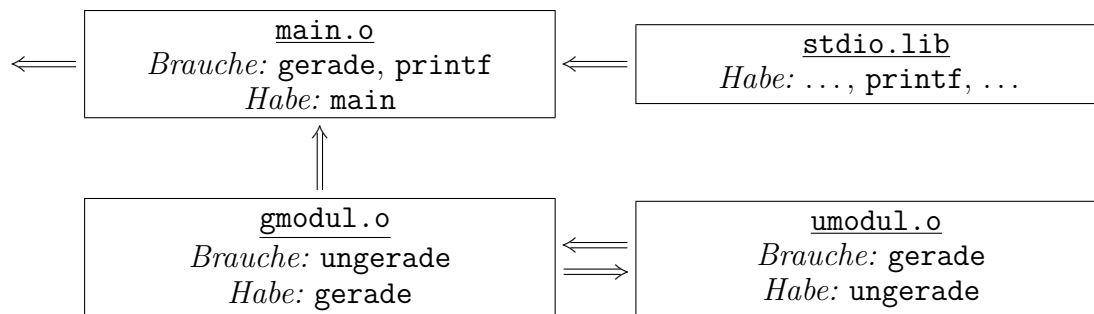 main.o
Brauche: gerade, printf
Habe: main
stdio.lib
Habe: ..., printf, ...
gmodul.o
Brauche: ungerade
Habe: gerade
umodul.o
Brauche: gerade
Habe: ungerade